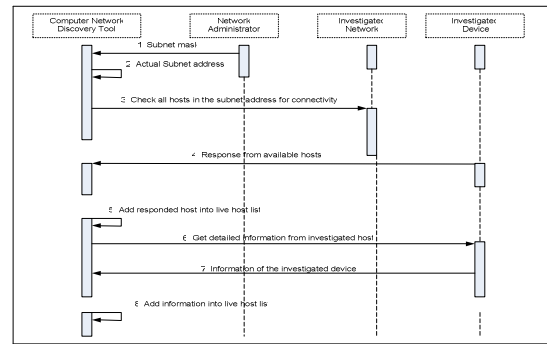 Computer Network
Discovery Tool
Network
Administrator
Investigated
Network
Investigated
Device
1 Subnet mask
2 Actual Subnet address
3 Check all hosts in the subnet address for connectivity
4 Response from available hosts
5 Add responded host into live host list
6 Get detailed information from investigated host
7 Information of the investigated device
8 Add information into live host list